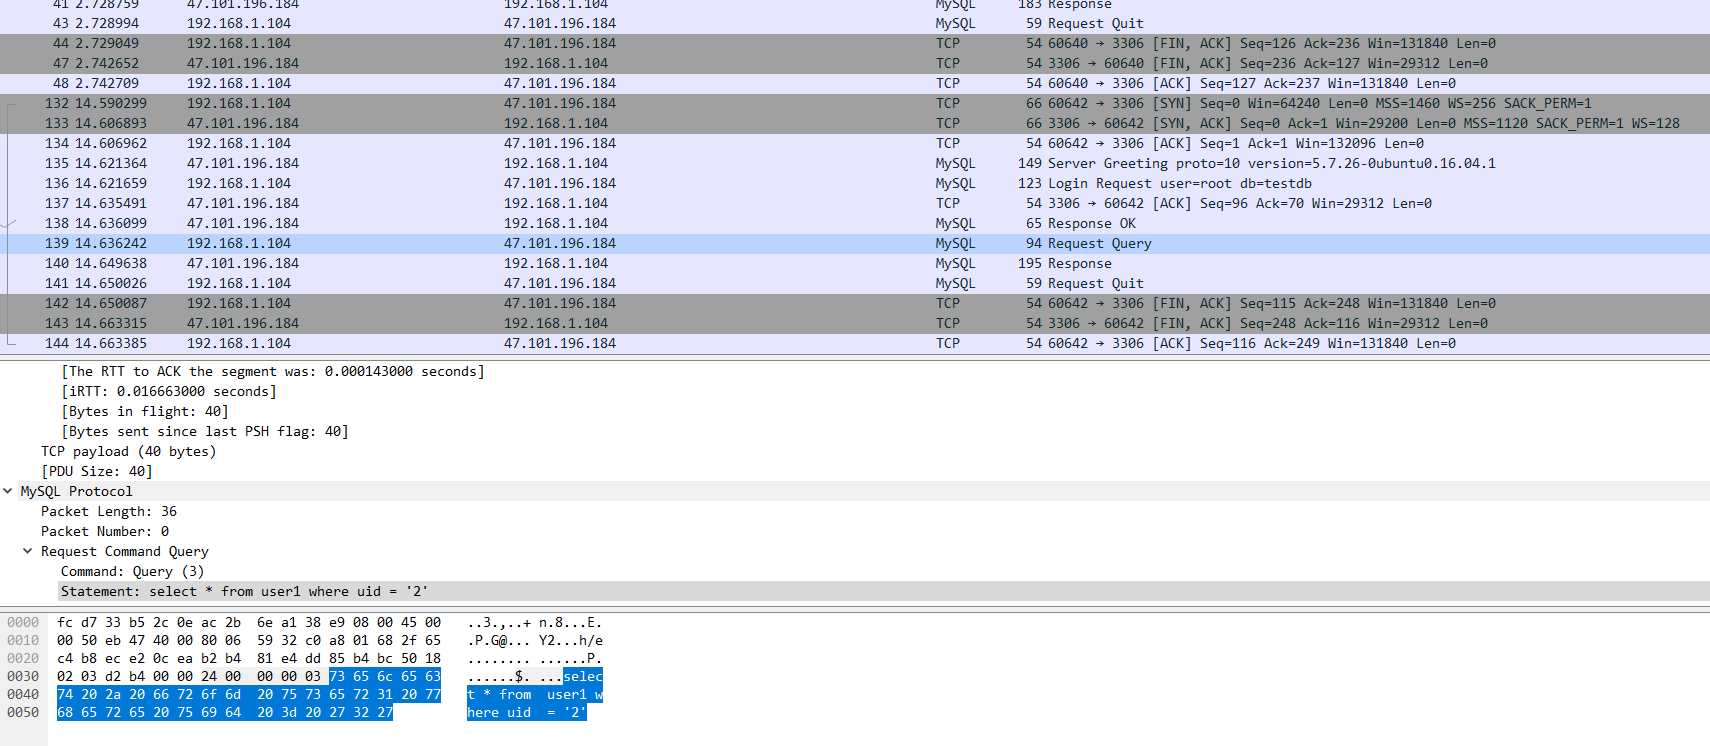 41 2.728759 47.101.196.184 192.168.1.104 MySQL 183 Response
43 2.728994 192.168.1.104 47.101.196.184 MySQL 59 Request Quit
44 2.729049 192.168.1.104 47.101.196.184 TCP 54 60640 → 3306 [FIN, ACK] Seq=126 Ack=236 Win=131840 Len=0
47 2.742652 47.101.196.184 192.168.1.104 TCP 54 3306 → 60640 [FIN, ACK] Seq=236 Ack=127 Win=29312 Len=0
48 2.742709 192.168.1.104 47.101.196.184 TCP 54 60640 → 3306 [ACK] Seq=127 Ack=237 Win=131840 Len=0
132 14.590299 192.168.1.104 47.101.196.184 TCP 66 60642 → 3306 [SYN] Seq=0 Win=64240 Len=0 MSS=1460 WS=256 SACK_PERM=1
133 14.606893 47.101.196.184 192.168.1.104 TCP 66 3306 → 60642 [SYN, ACK] Seq=0 Ack=1 Win=29200 Len=0 MSS=1120 SACK_PERM=1 WS=128
134 14.606962 192.168.1.104 47.101.196.184 TCP 54 60642 → 3306 [ACK] Seq=1 Ack=1 Win=132096 Len=0
135 14.621364 47.101.196.184 192.168.1.104 MySQL 149 Server Greeting proto=10 version=5.7.26-0ubuntu0.16.04.1
136 14.621659 192.168.1.104 47.101.196.184 MySQL 123 Login Request user=root db=testdb
137 14.635491 47.101.196.184 192.168.1.104 TCP 54 3306 → 60642 [ACK] Seq=96 Ack=70 Win=29312 Len=0
138 14.636099 47.101.196.184 192.168.1.104 MySQL 65 Response OK
139 14.636242 192.168.1.104 47.101.196.184 MySQL 94 Request Query
140 14.649638 47.101.196.184 192.168.1.104 MySQL 195 Response
141 14.650026 192.168.1.104 47.101.196.184 MySQL 59 Request Quit
142 14.650087 192.168.1.104 47.101.196.184 TCP 54 60642 → 3306 [FIN, ACK] Seq=115 Ack=248 Win=131840 Len=0
143 14.663315 47.101.196.184 192.168.1.104 TCP 54 3306 → 60642 [FIN, ACK] Seq=248 Ack=116 Win=29312 Len=0
144 14.663385 192.168.1.104 47.101.196.184 TCP 54 60642 → 3306 [ACK] Seq=116 Ack=249 Win=131840 Len=0
[The RTT to ACK the segment was: 0.000143000 seconds]
[iRTT: 0.016663000 seconds]
[Bytes in flight: 40]
[Bytes sent since last PSH flag: 40]
TCP payload (40 bytes)
[PDU Size: 40]
MySQL Protocol
Packet Length: 36
Packet Number: 0
Request Command Query
Command: Query (3)
Statement: select * from user1 where uid = '2'
0000 fc d7 33 b5 2c 0e ac 2b 6e a1 38 e9 08 00 45 00 ..3.,..+ n.8...E.
0010 00 50 eb 47 40 00 80 06 59 32 c0 a8 01 68 2f 65 .P.G@... Y2...h/e
0020 c4 b8 ec e2 0c ea b2 b4 81 e4 dd 85 b4 bc 50 18 ........ ......P.
0030 02 03 d2 b4 00 00 24 00 00 00 03 73 65 6c 65 63 ......$. ...selec
0040 74 20 2a 20 66 72 6f 6d 20 75 73 65 72 31 20 77 t * from user1 w
0050 68 65 72 65 20 75 69 64 20 3d 20 27 32 27 here uid = '2'